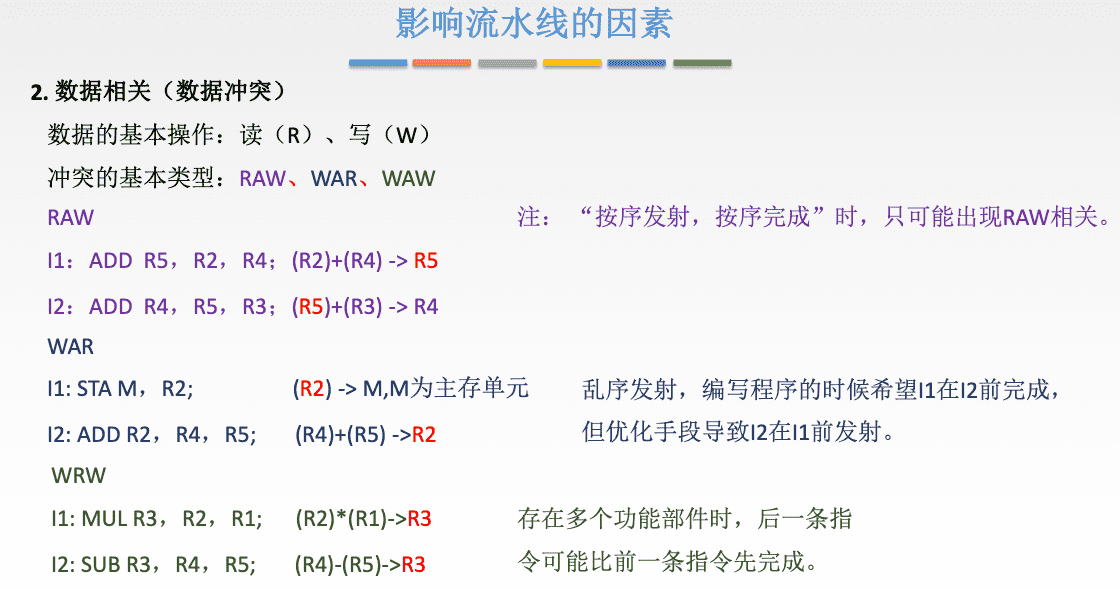 影响流水线的因素
2. 数据相关（数据冲突）
数据的基本操作：读（R）、写（W）
冲突的基本类型：RAW、WAR、WAW
RAW
注： “按序发射，按序完成”时，只可能出现RAW相关。
I1：ADD R5，R2，R4；(R2)+(R4) -> R5
I2：ADD R4，R5，R3；(R5)+(R3) -> R4
WAR
I1: STA M，R2; (R2) -> M,M为主存单元
乱序发射，编写程序的时候希望I1在I2前完成，
I2: ADD R2，R4，R5; (R4)+(R5) ->R2
但优化手段导致I2在I1前发射。
WRW
I1: MUL R3，R2，R1; (R2)*(R1)->R3
存在多个功能部件时，后一条指
I2: SUB R3，R4，R5; (R4)-(R5)->R3
令可能比前一条指令先完成。